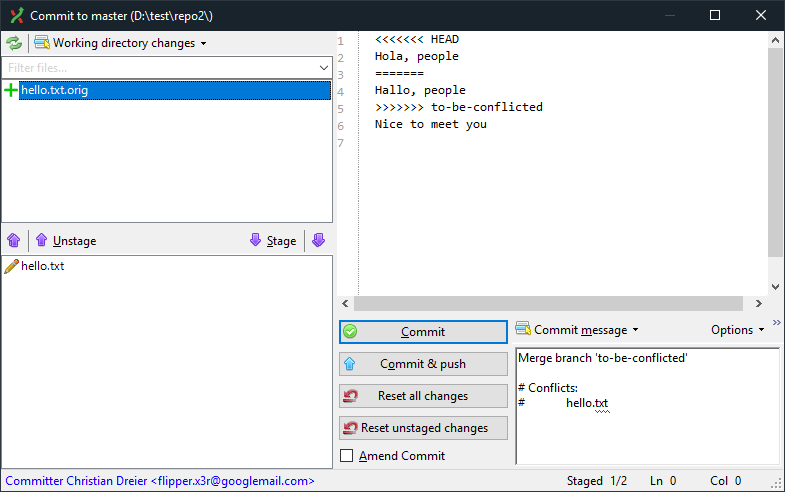 Commit to master (D:\test\repo2\)
Working directory changes
Filter files...
hello.txt.orig
Unstage
Stage
hello.txt
1 <<<<<<< HEAD
2 Hola, people
3 =======
4 Hallo, people
5 >>>>>>> to-be-conflicted
6 Nice to meet you
7
Commit
Commit & push
Reset all changes
Reset unstaged changes
Amend Commit
Commit message
Options
Merge branch 'to-be-conflicted'
# Conflicts:
# hello.txt
Committer Christian Dreier <flipper.x3r@googlemail.com>
Staged 1/2
Ln 0
Col 0